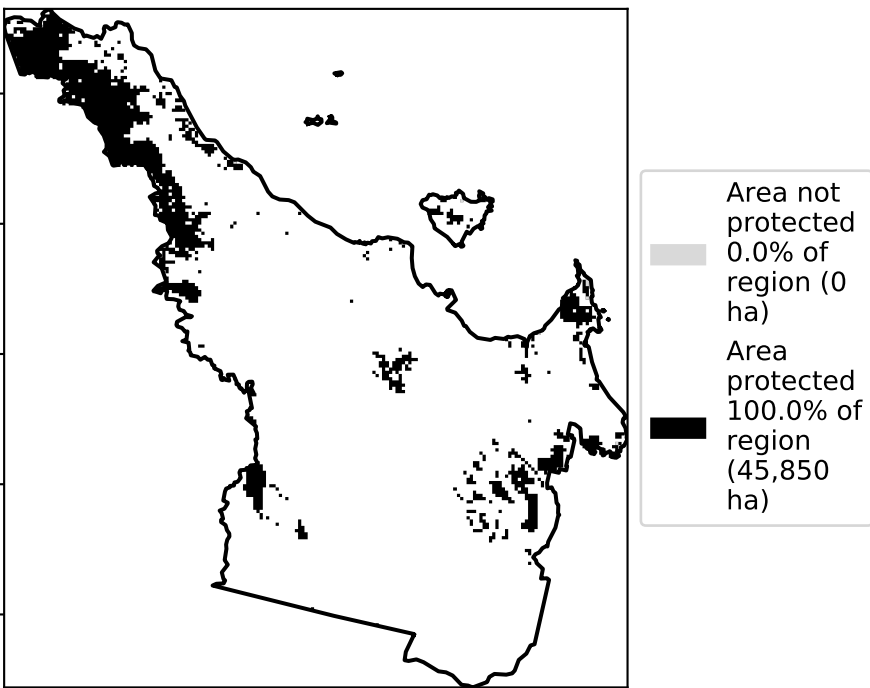 Area not
protected
0.0% of
region (0
ha)
Area
protected
100.0% of
region
(45,850
ha)